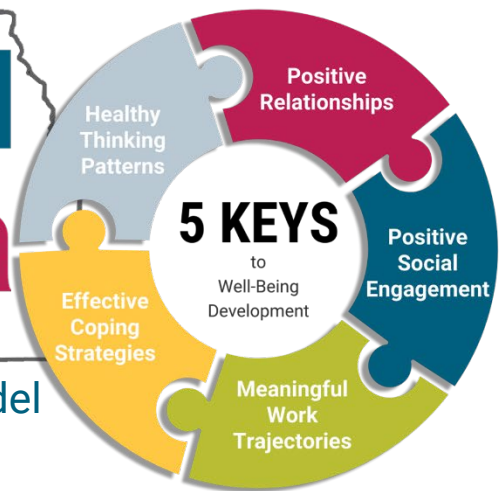 Positive
Relationships
Healthy
Thinking
Patterns
5 KEYS
to
Well-Being
Development
Positive
Social
Engagement
Effective
Coping
Strategies
Meaningful
Work
Trajectories